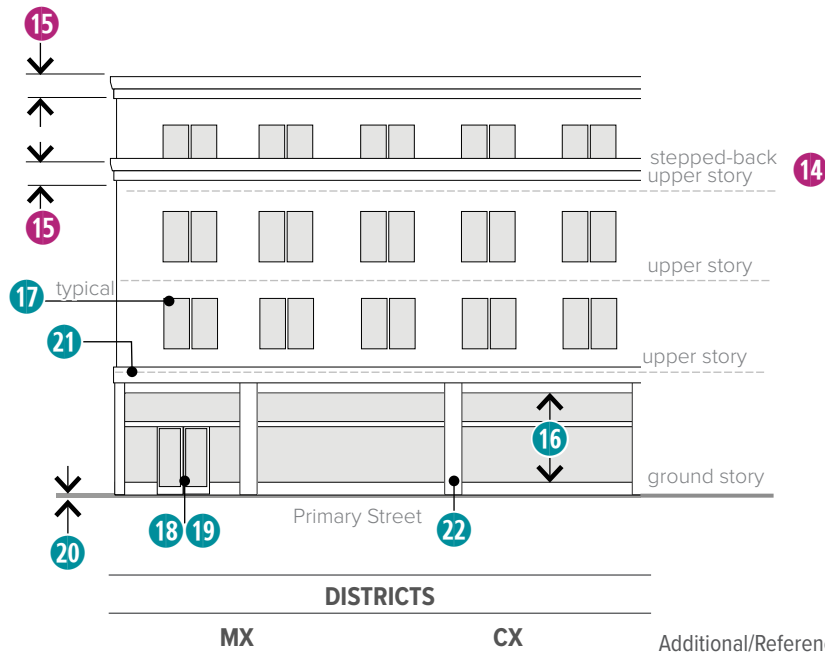 15
stepped-back
upper story
14
15
upper story
17
typical
21
upper story
16
ground story
Primary Street
18 19
22
20
DISTRICTS
MX CX
Additional/Referen